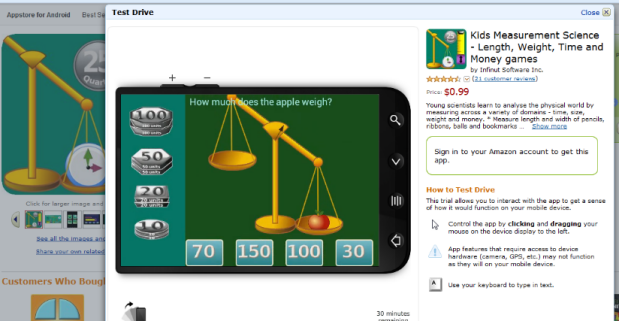 Appstore for Android
Best Se
Test Drive
Close
Kids Measurement Science
- Length, Weight, Time and
Money games
by Infinut Software Inc.
(21 customer reviews)
Price: $0.99
Young scientists learn to analyse the physical world by
measuring across a variety of domains - time, size,
weight and money. * Measure length and width of pencils,
ribbons, balls and bookmarks ... Show more
Sign in to your Amazon account to get this
app.
How to Test Drive
This trial allows you to interact with the app to get a sense
of how it would function on your mobile device.
Control the app by clicking and dragging your
mouse on the device display to the left.
App features that require access to device
hardware (camera, GPS, etc.) may not function
as they will on your mobile device.
A
Use your keyboard to type in text.
+ −
How much does the apple weigh?
100
50
50 units
20
20 units
10
70 150 100 30
30 minutes
remaining
25
Click for larger image and
See all the images and
Share your own related
Customers Who Bough